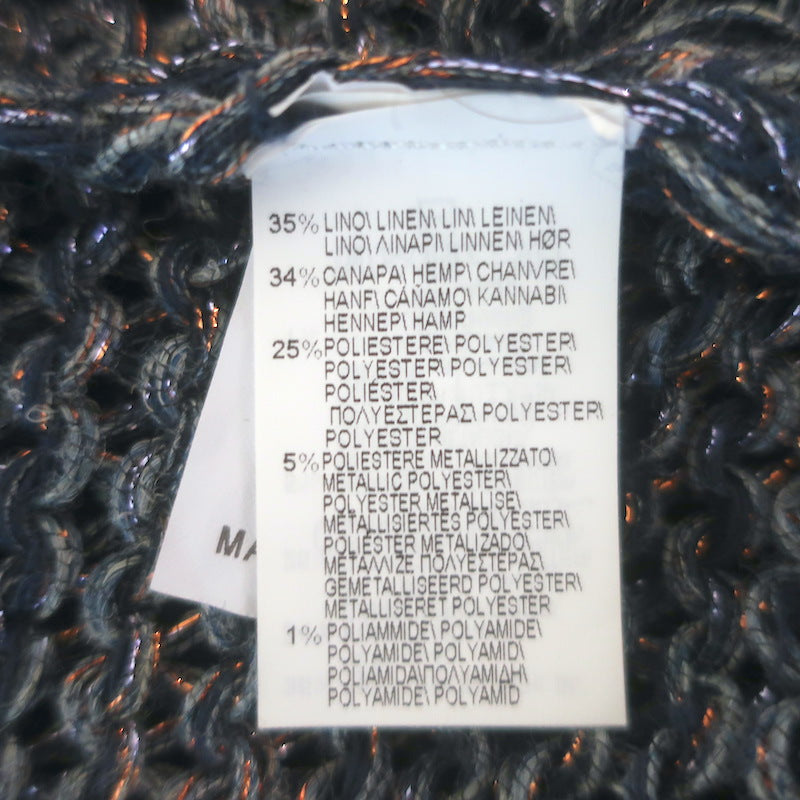 35% LINO\ LINEN\ LIN\ LEINEN\
LINO\ ΛΙΝΑΡΙ\ LINNEN\ HØR
34% CANAPA\ HEMP\ CHANVRE\
HANF\ CÁÑAMO\ KANNABI\
HENNEP\ HAMP
25% POLIESTERE\ POLYESTER\
POLYESTER\ POLYESTER\
POLIÉSTER\
ΠΟΛΥΕΣΤΕΡΑΣ\ POLYESTER\
POLYESTER
5% POLIESTERE METALLIZZATO\
METALLIC POLYESTER\
POLYESTER METALLISE\
METALLISIERTES POLYESTER\
POLIÉSTER METALIZADO\
ΜΕΤΑΛΛΙΖΕ ΠΟΛΥΕΣΤΕΡΑΣ\
GEMETALLISEERD POLYESTER\
METALLISERET POLYESTER
1% POLIAMMIDE\ POLYAMIDE\
POLYAMIDE\ POLYAMID\
POLIAMIDA\ΠΟΛΥΑΜΙΔΗ\
POLYAMIDE\ POLYAMID